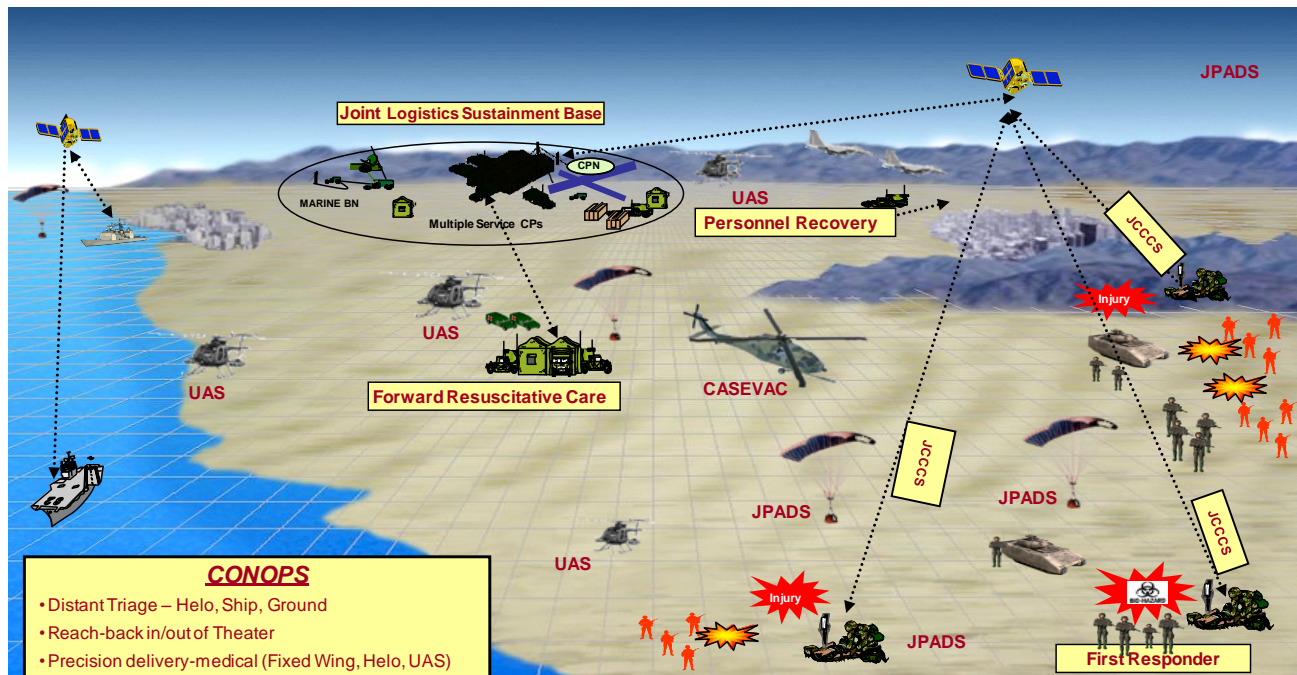 JPADS
Joint Logistics Sustainment Base
CPN
MARINE BN
Multiple Service CPs
UAS
Personnel Recovery
JCCCS
Injury
UAS
UAS
Forward Resuscitative Care
CASEVAC
JCCCS
JPADS
JPADS
JCCCS
UAS
CONOPS
• Distant Triage – Helo, Ship, Ground
• Reach-back in/out of Theater
• Precision delivery-medical (Fixed Wing, Helo, UAS)
Injury
JPADS
BIO-HAZARD
First Responder